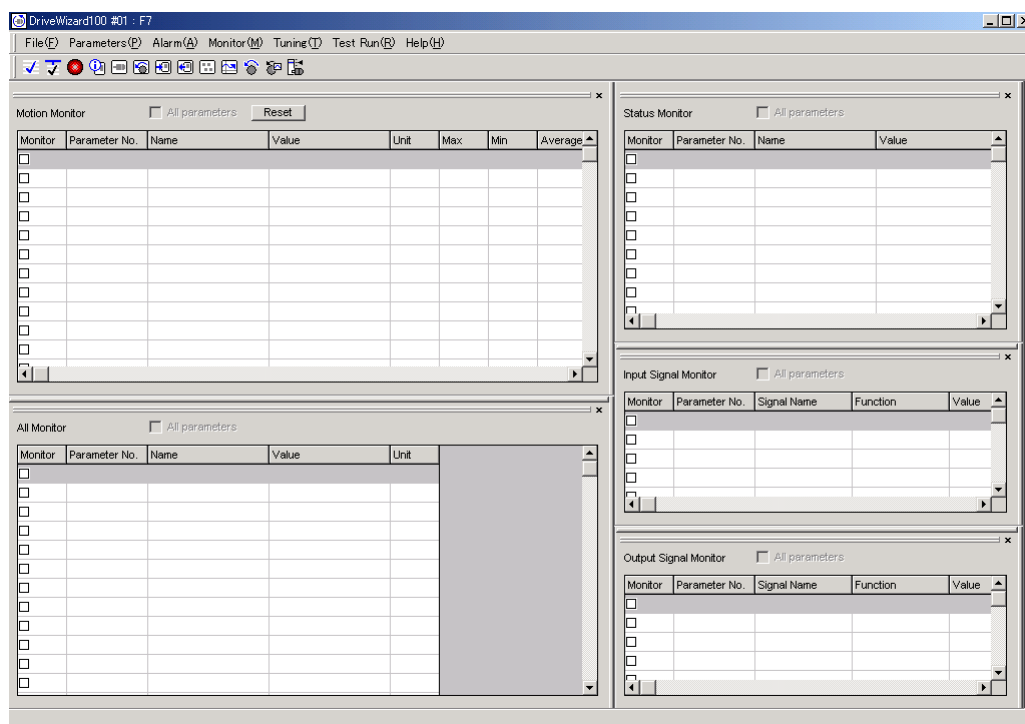 DriveWizard100 #01 : F7
File(F) Parameters(P) Alarm(A) Monitor(M) Tuning(T) Test Run(R) Help(H)
Motion Monitor All parameters Reset
Monitor Parameter No. Name Value Unit Max Min Average
All Monitor All parameters
Monitor Parameter No. Name Value Unit
Status Monitor All parameters
Monitor Parameter No. Name Value
Input Signal Monitor All parameters
Monitor Parameter No. Signal Name Function Value
Output Signal Monitor All parameters
Monitor Parameter No. Signal Name Function Value